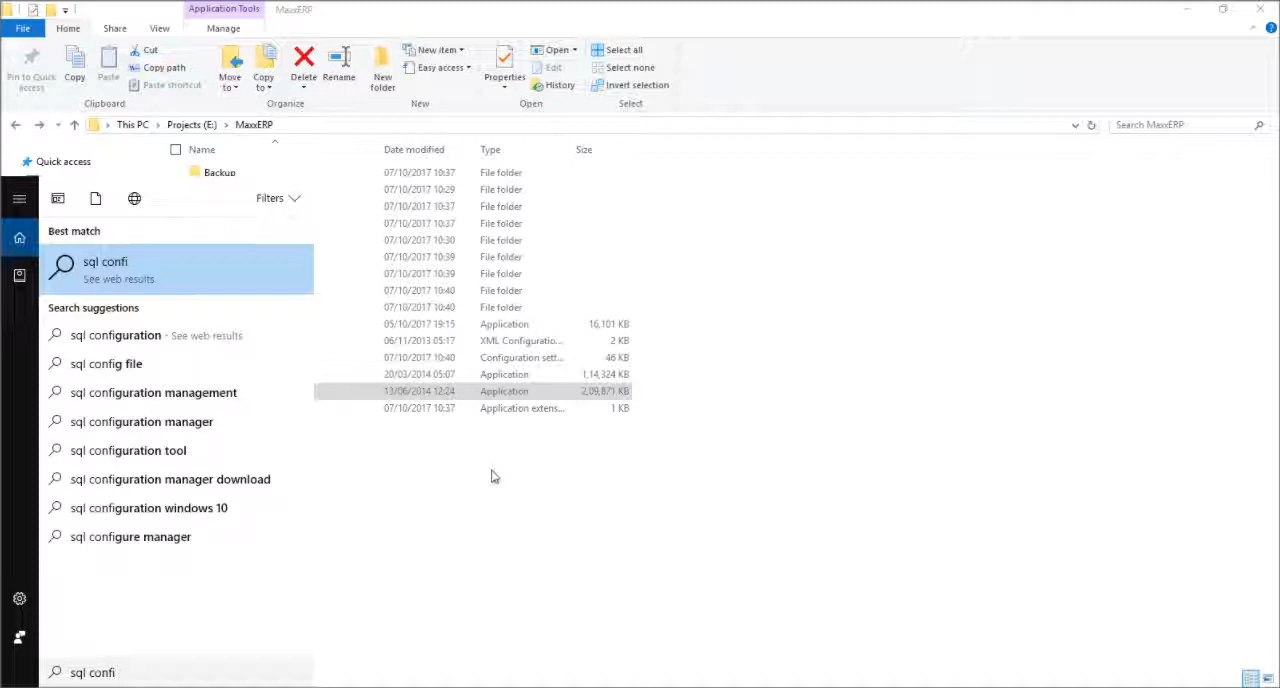 Application Tools MaxxERP
File Home Share View Manage
Pin to Quick access
Copy
Paste
Cut
Copy path
Paste shortcut
Clipboard
Move to
Copy to
Delete
Rename
Organize
New folder
New item
Easy access
New
Properties
Open
Edit
History
Open
Select all
Select none
Invert selection
Select
This PC Projects (E:) MaxxERP Search MaxxERP
Name Date modified Type Size
Quick access
Backup
07/10/2017 10:37 File folder
07/10/2017 10:29 File folder
07/10/2017 10:37 File folder
07/10/2017 10:37 File folder
07/10/2017 10:30 File folder
07/10/2017 10:39 File folder
07/10/2017 10:39 File folder
07/10/2017 10:40 File folder
07/10/2017 10:40 File folder
05/10/2017 19:15 Application 16,101 KB
06/11/2013 05:17 XML Configuratio... 2 KB
07/10/2017 10:40 Configuration sett... 46 KB
20/03/2014 05:07 Application 1,14,324 KB
13/06/2014 12:24 Application 2,09,871 KB
07/10/2017 10:37 Application extens... 1 KB
Filters
Best match
sql confi
See web results
Search suggestions
sql configuration - See web results
sql config file
sql configuration management
sql configuration manager
sql configuration tool
sql configuration manager download
sql configuration windows 10
sql configure manager
sql confi